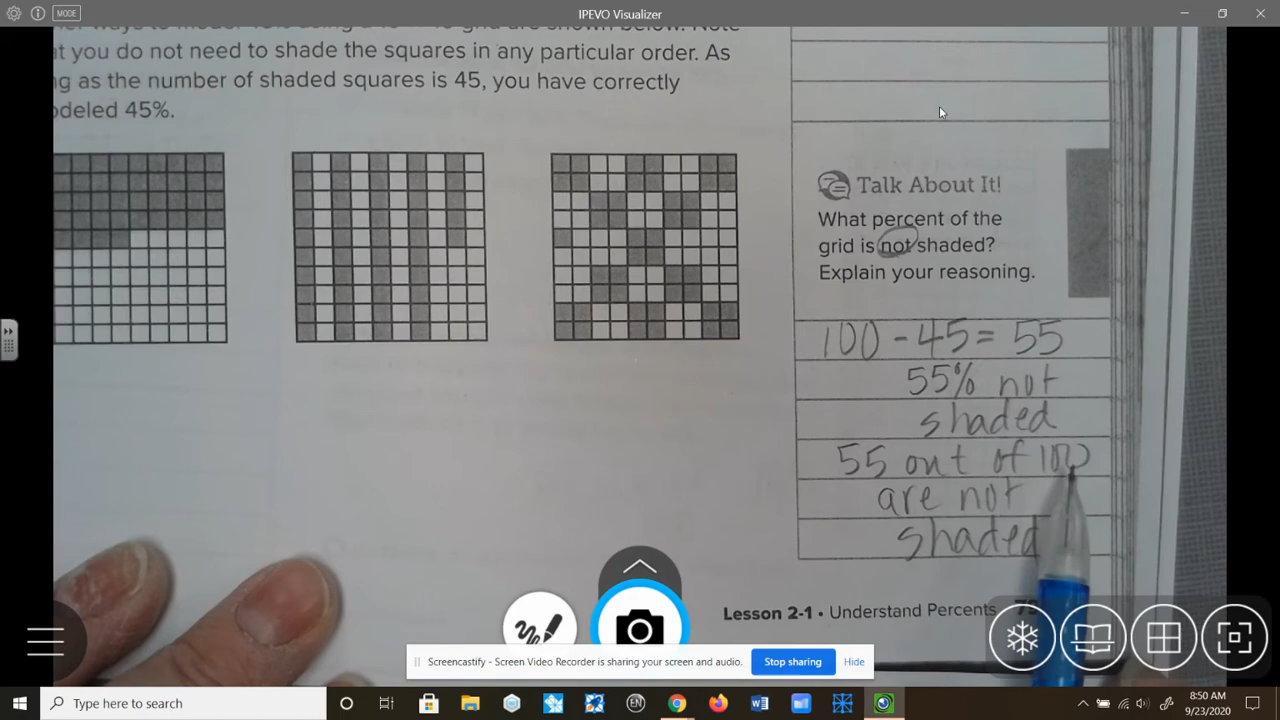 MODE
IPEVO Visualizer
at you do not need to shade the squares in any particular order. As
g as the number of shaded squares is 45, you have correctly
deled 45%.
Talk About It!
What percent of the
grid is not shaded?
Explain your reasoning.
100 - 45 = 55
55% not
shaded
55 out of 100
are not
shaded
Lesson 2-1 • Understand Percents
Screencastify - Screen Video Recorder is sharing your screen and audio.
Stop sharing
Hide
Type here to search
EN
8:50 AM
9/23/2020